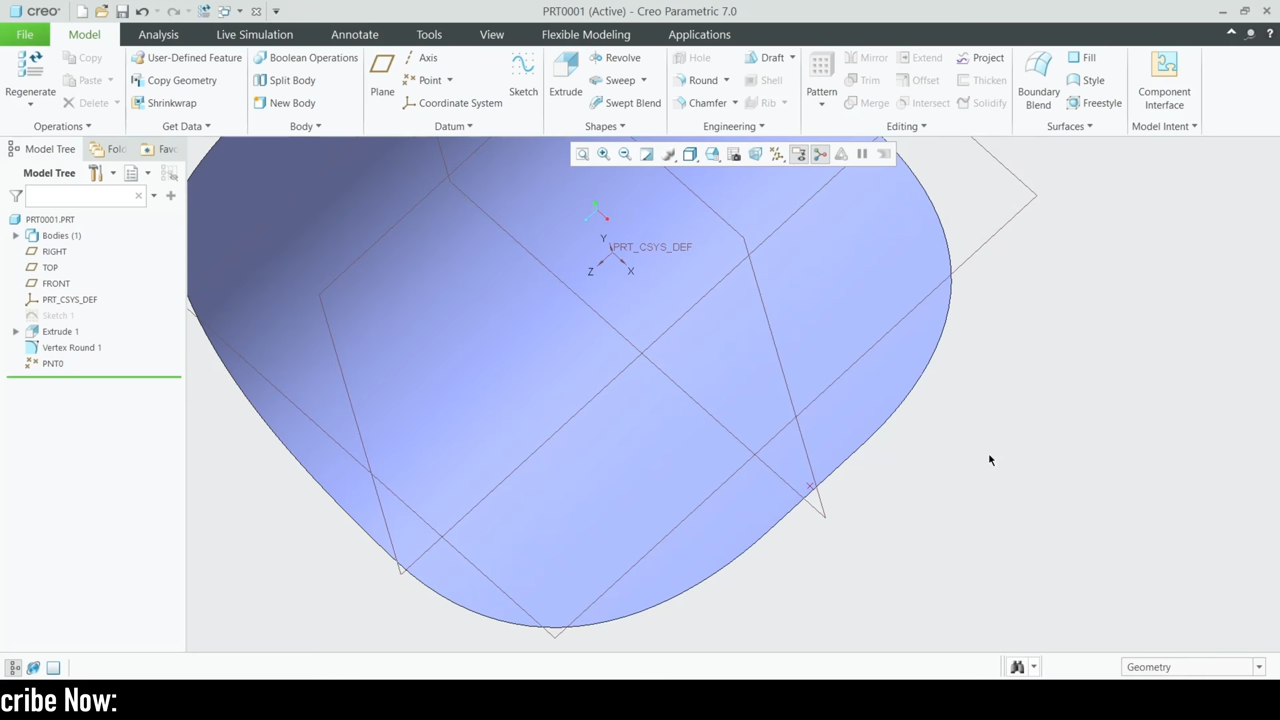 creo
PRT0001 (Active) - Creo Parametric 7.0
File Model Analysis Live Simulation Annotate Tools View Flexible Modeling Applications
Regenerate
Copy
Paste
Delete
Operations
User-Defined Feature
Copy Geometry
Shrinkwrap
Get Data
Boolean Operations
Split Body
New Body
Body
Plane
Axis
Point
Coordinate System
Sketch
Datum
Extrude
Revolve
Sweep
Swept Blend
Shapes
Hole
Round
Chamfer
Draft
Shell
Rib
Engineering
Pattern
Mirror
Trim
Merge
Extend
Offset
Intersect
Project
Thicken
Solidify
Editing
Boundary
Blend
Fill
Style
Freestyle
Surfaces
Component
Interface
Model Intent
Model Tree Fold Favo
Model Tree
PRT0001.PRT
Bodies (1)
RIGHT
TOP
FRONT
PRT_CSYS_DEF
Sketch 1
Extrude 1
Vertex Round 1
PNT0
Y
PRT_CSYS_DEF
Z X
Geometry
cribe Now: